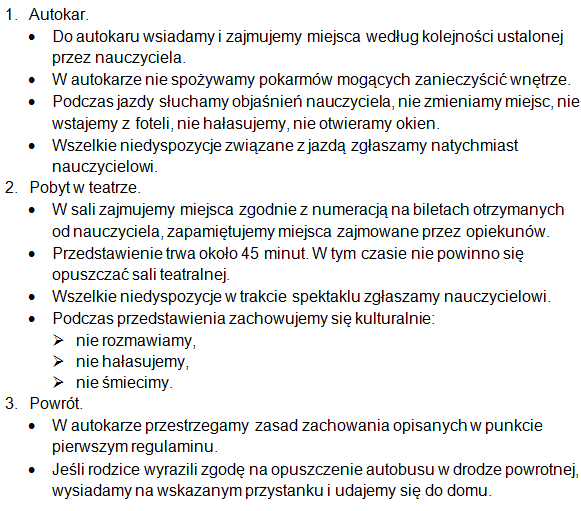 1. Autokar.
• Do autokaru wsiadamy i zajmujemy miejsca według kolejności ustalonej
przez nauczyciela.
• W autokarze nie spożywamy pokarmów mogących zanieczyścić wnętrze.
• Podczas jazdy słuchamy objaśnień nauczyciela, nie zmieniamy miejsc, nie
wstajemy z foteli, nie hałasujemy, nie otwieramy okien.
• Wszelkie niedyspozycje związane z jazdą zgłaszamy natychmiast
nauczycielowi.
2. Pobyt w teatrze.
• W sali zajmujemy miejsca zgodnie z numeracją na biletach otrzymanych
od nauczyciela, zapamiętujemy miejsca zajmowane przez opiekunów.
• Przedstawienie trwa około 45 minut. W tym czasie nie powinno się
opuszczać sali teatralnej.
• Wszelkie niedyspozycje w trakcie spektaklu zgłaszamy nauczycielowi.
• Podczas przedstawienia zachowujemy się kulturalnie:
➢ nie rozmawiamy,
➢ nie hałasujemy,
➢ nie śmiecimy.
3. Powrót.
• W autokarze przestrzegamy zasad zachowania opisanych w punkcie
pierwszym regulaminu.
• Jeśli rodzice wyrazili zgodę na opuszczenie autobusu w drodze powrotnej,
wysiadamy na wskazanym przystanku i udajemy się do domu.